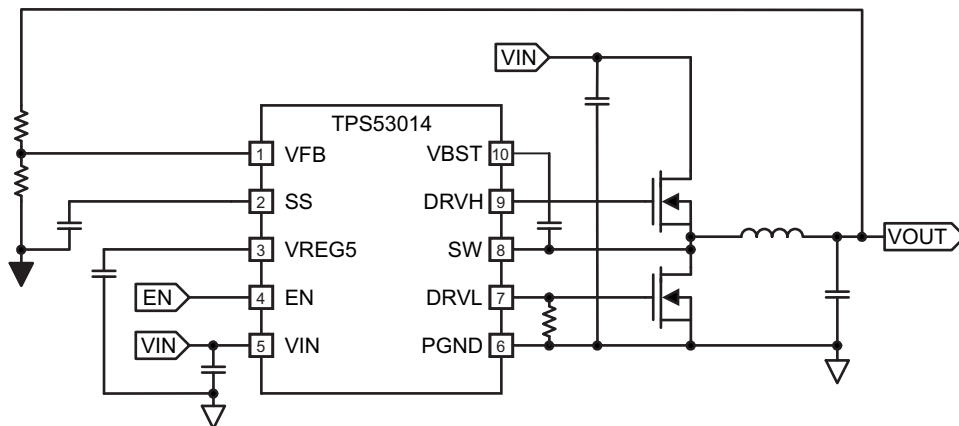 VIN
TPS53014
1 VFB VBST 10
2 SS DRVH 9
3 VREG5 SW 8
VOUT
EN 4 EN DRVL 7
VIN 5 VIN PGND 6